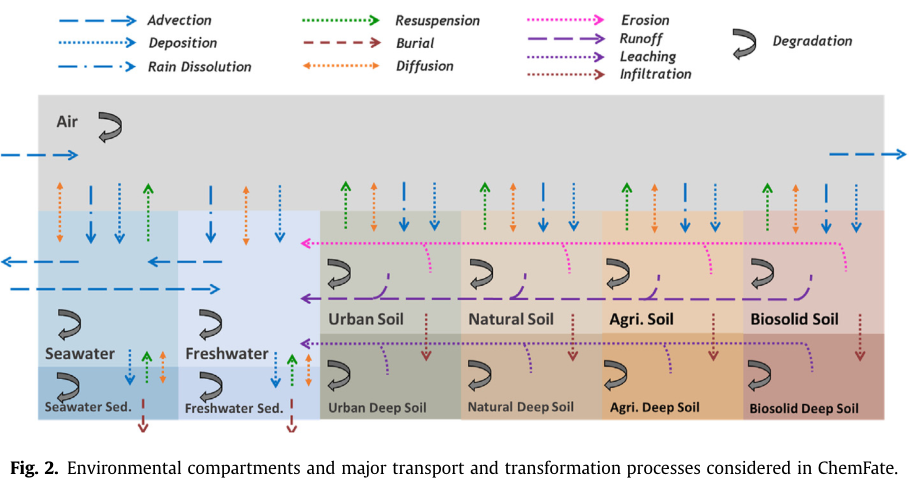 Advection
Deposition
Rain Dissolution
Resuspension
Burial
Diffusion
Erosion
Runoff
Leaching
Infiltration
Degradation
Air
Urban Soil
Natural Soil
Agri. Soil
Biosolid Soil
Seawater
Freshwater
Seawater Sed.
Freshwater Sed.
Urban Deep Soil
Natural Deep Soil
Agri. Deep Soil
Biosolid Deep Soil
Fig. 2. Environmental compartments and major transport and transformation processes considered in ChemFate.